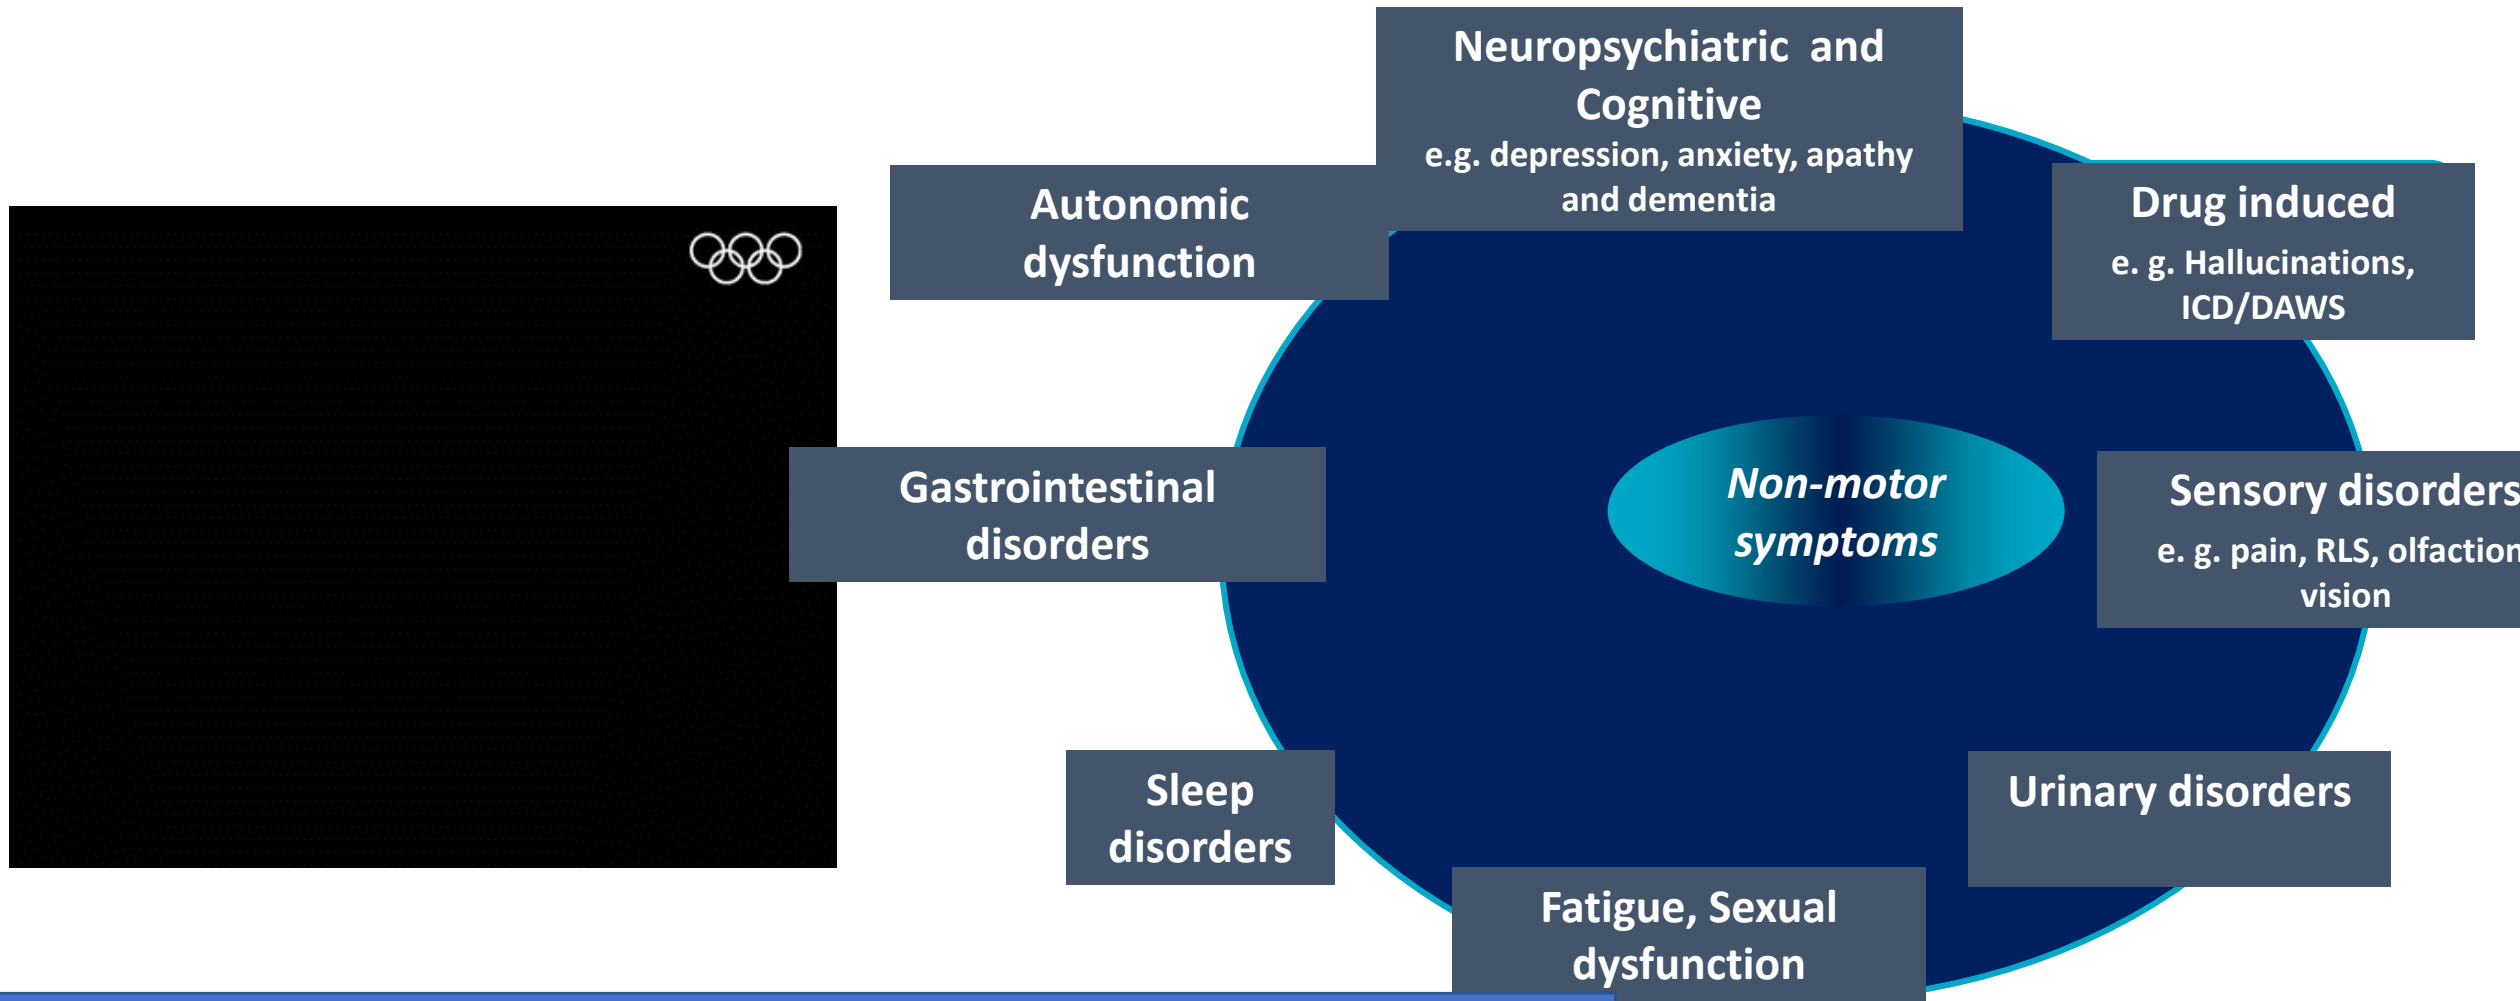 Neuropsychiatric and
Cognitive
e.g. depression, anxiety, apathy
and dementia
Autonomic
dysfunction
Drug induced
e. g. Hallucinations,
ICD/DAWS
Gastrointestinal
disorders
Non-motor
symptoms
Sensory disorders
e. g. pain, RLS, olfaction
vision
Sleep
disorders
Urinary disorders
Fatigue, Sexual
dysfunction